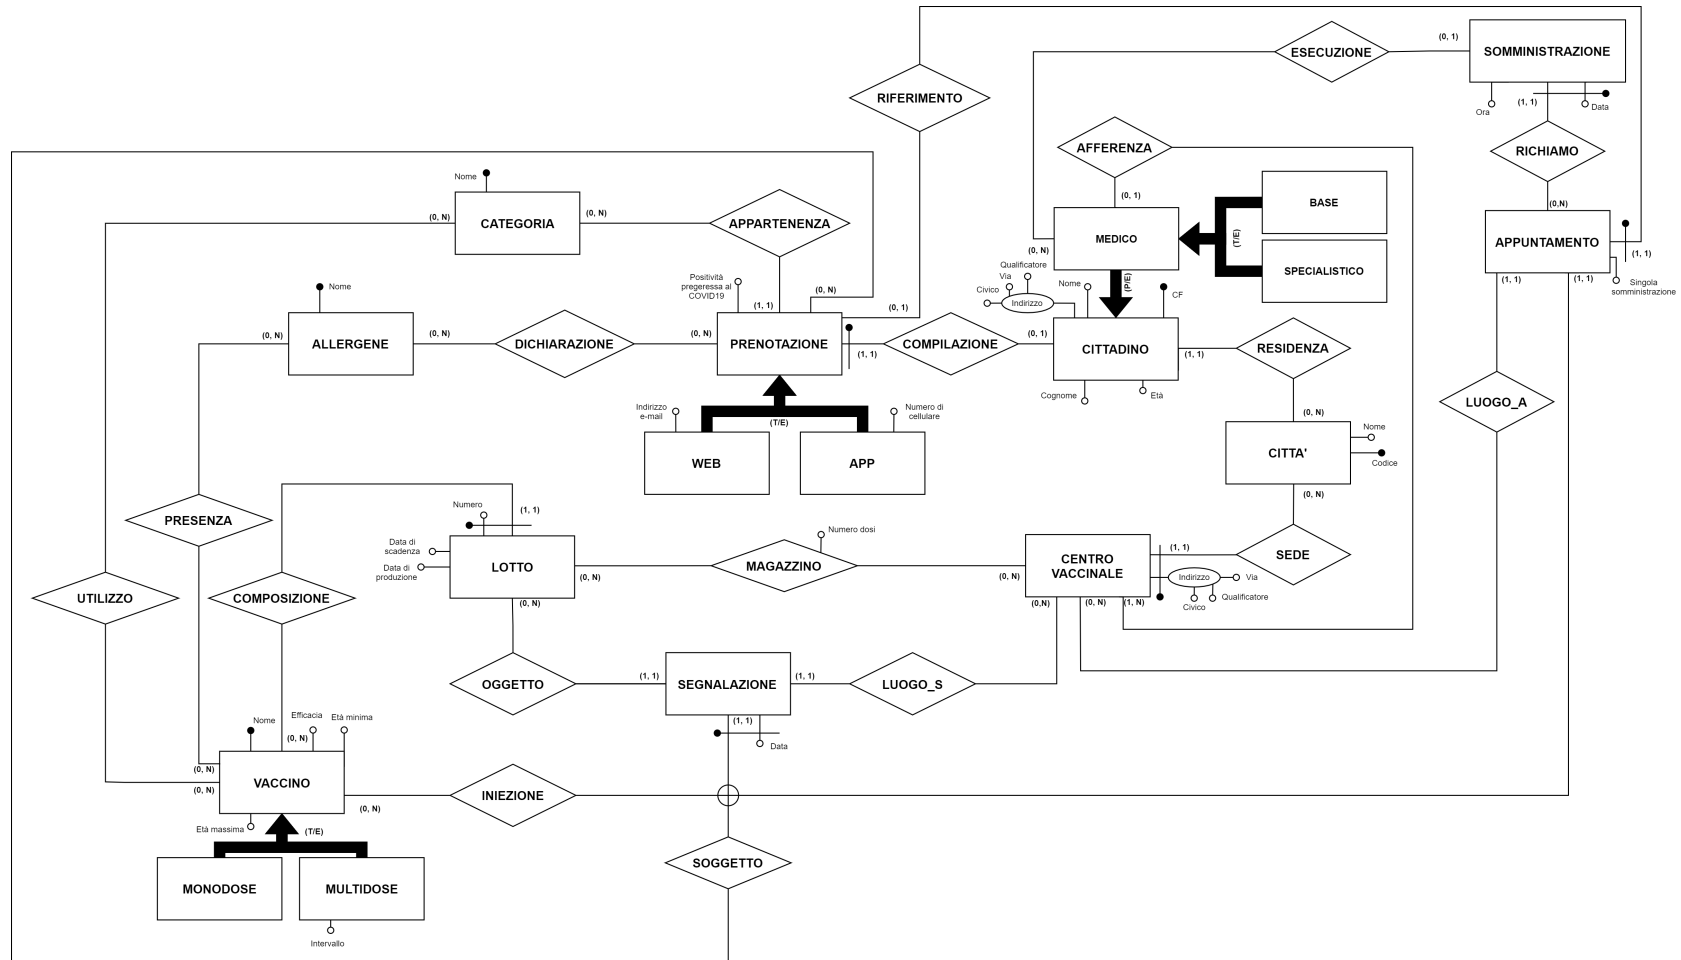 (0, 1)
ESECUZIONE
SOMMINISTRAZIONE
RIFERIMENTO
(1, 1)
Ora
Data
AFFERENZA
RICHIAMO
Nome
(0, 1)
BASE
(0,N)
(0, N)
CATEGORIA
(0, N)
APPARTENENZA
MEDICO
(T/E)
APPUNTAMENTO
(0, N)
(1, 1)
Qualificatore
SPECIALISTICO
Via
Positività
pregeressa al
COVID19
(0, N)
Civico
Indirizzo
Nome
(P/E)
CF
(1, 1)
(1, 1)
Singola
somministrazione
Nome
(1, 1)
(0, 1)
(0, N)
ALLERGENE
(0, N)
DICHIARAZIONE
(0, N)
PRENOTAZIONE
(1, 1)
COMPILAZIONE
(0, 1)
CITTADINO
(1, 1)
RESIDENZA
Cognome
Età
Indirizzo
e-mail
(T/E)
Numero di
cellulare
LUOGO_A
(0, N)
Nome
WEB
APP
CITTA'
Codice
(0, N)
PRESENZA
Numero
(1, 1)
Numero dosi
Data di
scadenza
(1, 1)
Data di
produzione
LOTTO
(0, N)
MAGAZZINO
(0, N)
CENTRO
VACCINALE
SEDE
Indirizzo
Via
Civico
Qualificatore
UTILIZZO
COMPOSIZIONE
(0, N)
(0,N)
(0, N)
(1, N)
OGGETTO
(1, 1)
SEGNALAZIONE
(1, 1)
LUOGO_S
Nome
Efficacia
Età minima
(1, 1)
(0, N)
Data
(0, N)
VACCINO
(0, N)
(0, N)
INIEZIONE
Età massima
(T/E)
SOGGETTO
MONODOSE
MULTIDOSE
Intervallo